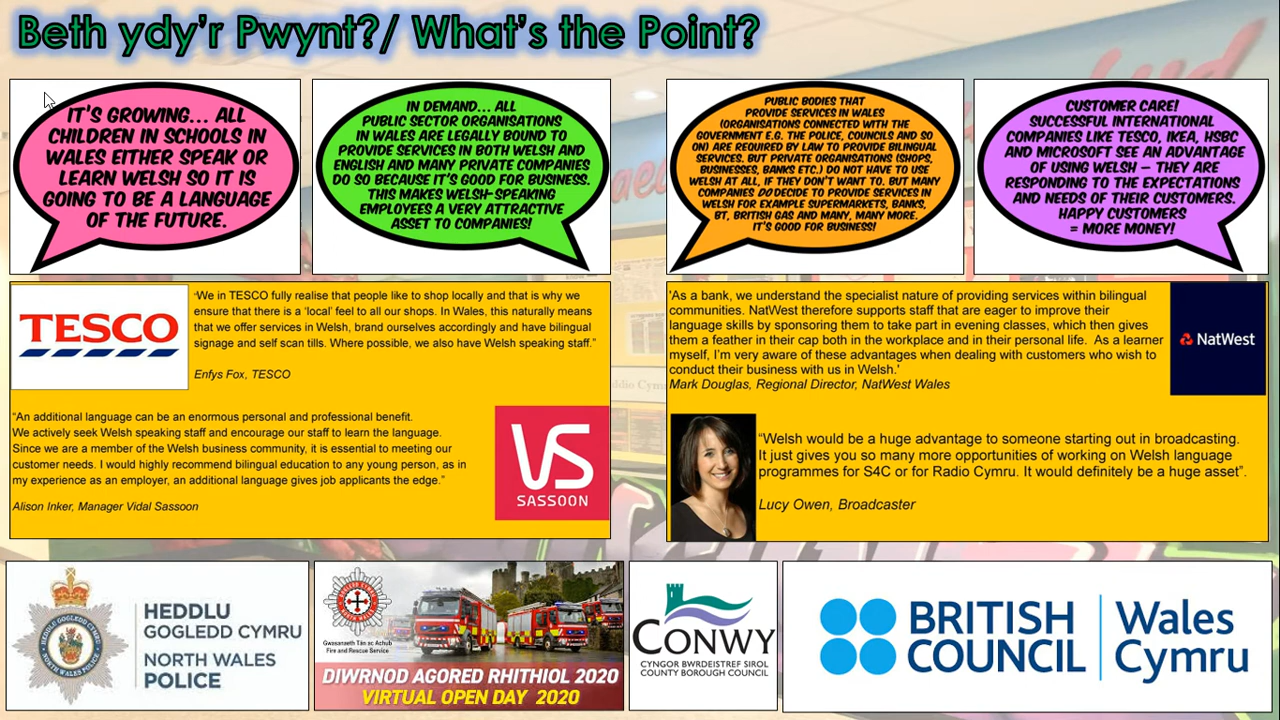 Beth ydy'r Pwynt?/ What's the Point?
IT'S GROWING... ALL
CHILDREN IN SCHOOLS IN
WALES EITHER SPEAK OR
LEARN WELSH SO IT IS
GOING TO BE A LANGUAGE
OF THE FUTURE.
IN DEMAND... ALL
PUBLIC SECTOR ORGANISATIONS
IN WALES ARE LEGALLY BOUND TO
PROVIDE SERVICES IN BOTH WELSH AND
ENGLISH AND MANY PRIVATE COMPANIES
DO SO BECAUSE IT'S GOOD FOR BUSINESS.
THIS MAKES WELSH-SPEAKING
EMPLOYEES A VERY ATTRACTIVE
ASSET TO COMPANIES!
PUBLIC BODIES THAT
PROVIDE SERVICES IN WALES
(ORGANISATIONS CONNECTED WITH THE
GOVERNMENT E.G. THE POLICE, COUNCILS AND SO
ON) ARE REQUIRED BY LAW TO PROVIDE BILINGUAL
SERVICES. BUT PRIVATE ORGANISATIONS (SHOPS,
BUSINESSES, BANKS ETC.) DO NOT HAVE TO USE
WELSH AT ALL, IF THEY DON'T WANT TO. BUT MANY
COMPANIES DO DECIDE TO PROVIDE SERVICES IN
WELSH FOR EXAMPLE SUPERMARKETS, BANKS,
BT, BRITISH GAS AND MANY, MANY MORE.
IT'S GOOD FOR BUSINESS!
CUSTOMER CARE!
SUCCESSFUL INTERNATIONAL
COMPANIES LIKE TESCO, IKEA, HSBC
AND MICROSOFT SEE AN ADVANTAGE
OF USING WELSH – THEY ARE
RESPONDING TO THE EXPECTATIONS
AND NEEDS OF THEIR CUSTOMERS.
HAPPY CUSTOMERS
= MORE MONEY!
TESCO
“We in TESCO fully realise that people like to shop locally and that is why we
ensure that there is a ‘local’ feel to all our shops. In Wales, this naturally means
that we offer services in Welsh, brand ourselves accordingly and have bilingual
signage and self scan tills. Where possible, we also have Welsh speaking staff.”
Enfys Fox, TESCO
“An additional language can be an enormous personal and professional benefit.
We actively seek Welsh speaking staff and encourage our staff to learn the language.
Since we are a member of the Welsh business community, it is essential to meeting our
customer needs. I would highly recommend bilingual education to any young person, as in
my experience as an employer, an additional language gives job applicants the edge.”
Alison Inker, Manager Vidal Sassoon
VS
SASSOON
'As a bank, we understand the specialist nature of providing services within bilingual
communities. NatWest therefore supports staff that are eager to improve their
language skills by sponsoring them to take part in evening classes, which then gives
them a feather in their cap both in the workplace and in their personal life. As a learner
myself, I'm very aware of these advantages when dealing with customers who wish to
conduct their business with us in Welsh.'
Mark Douglas, Regional Director, NatWest Wales
NatWest
“Welsh would be a huge advantage to someone starting out in broadcasting.
It just gives you so many more opportunities of working on Welsh language
programmes for S4C or for Radio Cymru. It would definitely be a huge asset”.
Lucy Owen, Broadcaster
HEDDLU
GOGLEDD CYMRU
NORTH WALES
POLICE
Gwasanaeth Tân ac Achub
Fire and Rescue Service
DIWRNOD AGORED RHITHIOL 2020
VIRTUAL OPEN DAY 2020
CONWY
CYNGOR BWRDEISTREF SIROL
COUNTY BOROUGH COUNCIL
BRITISH
COUNCIL
Wales
Cymru